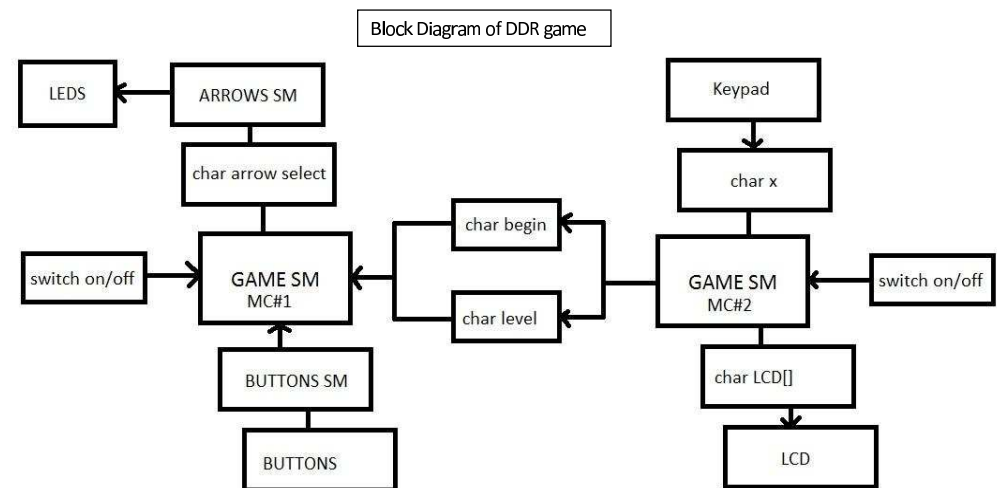 Block Diagram of DDR game
LEDS
ARROWS SM
Keypad
char arrow select
char x
char begin
switch on/off
GAME SM
MC#1
GAME SM
MC#2
switch on/off
char level
BUTTONS SM
char LCD[]
BUTTONS
LCD